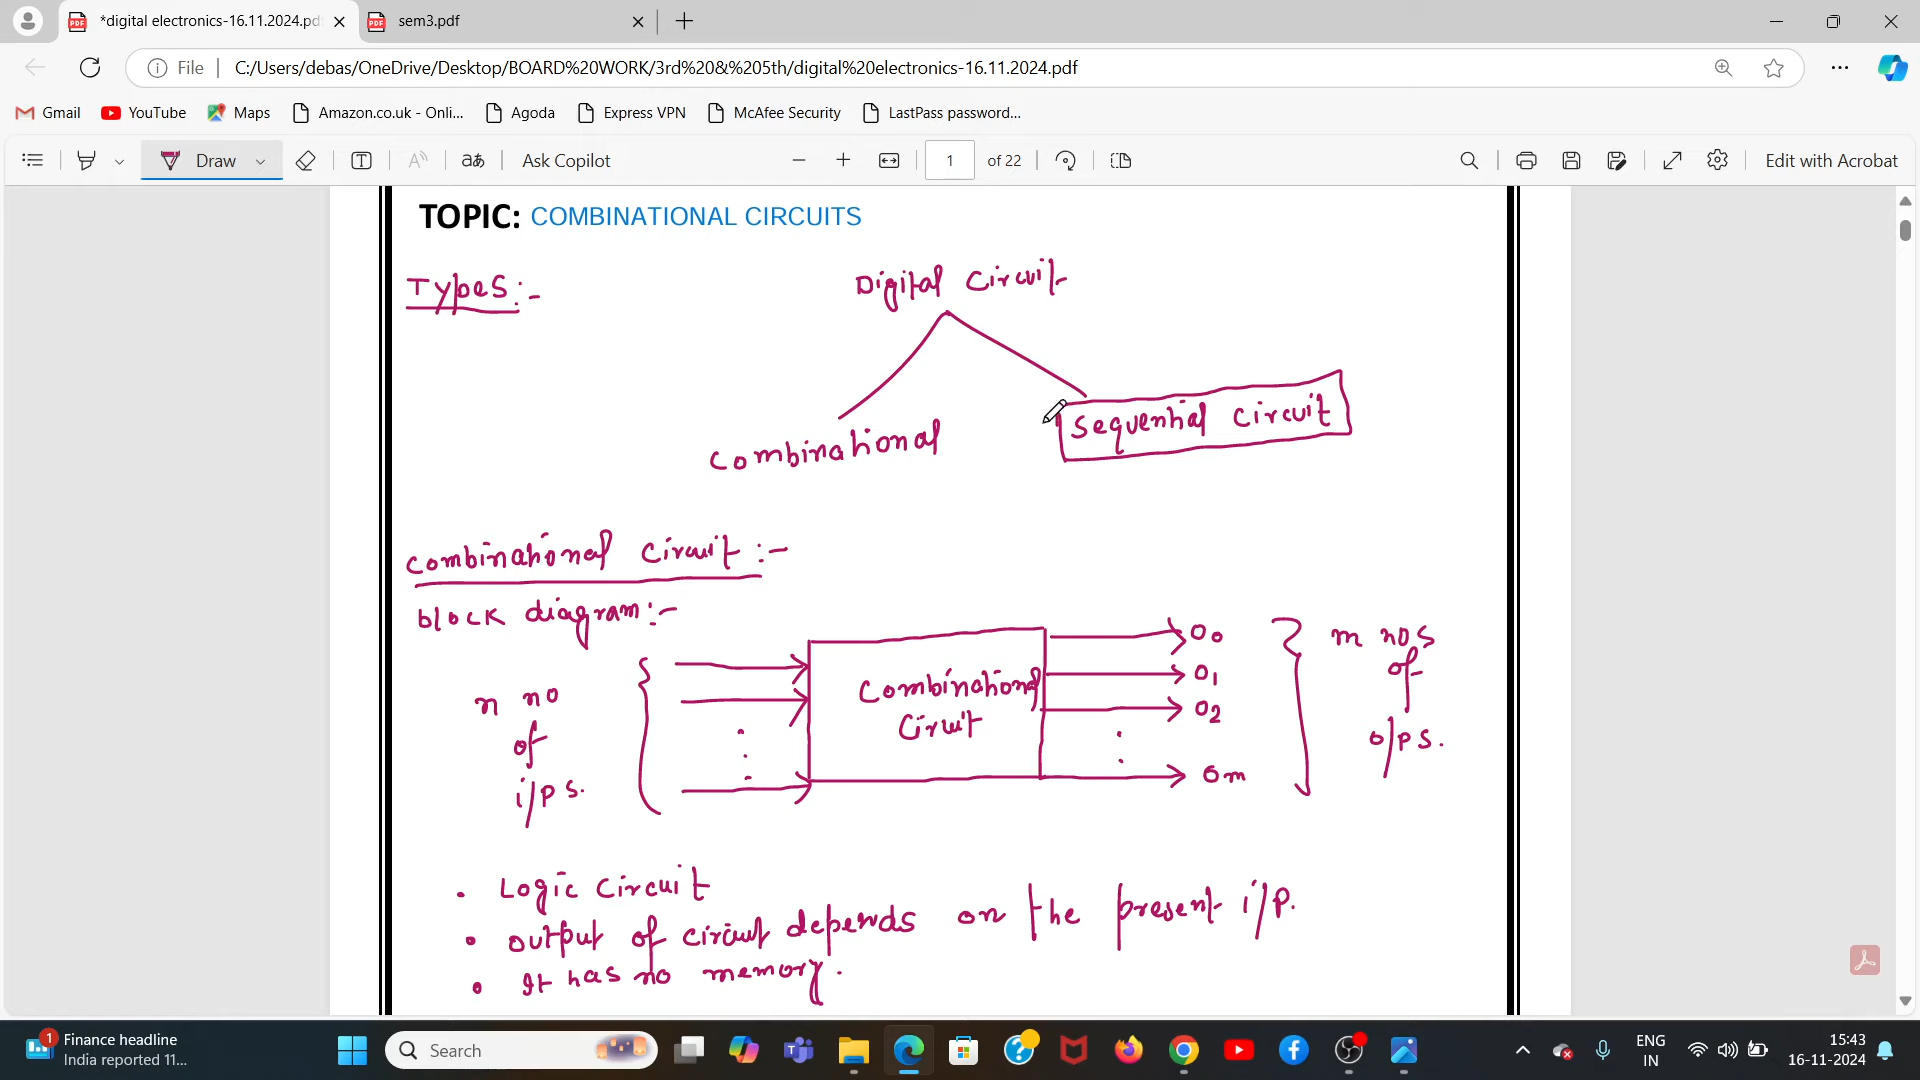 *digital electronics-16.11.2024.pdf
sem3.pdf
File
C:/Users/debas/OneDrive/Desktop/BOARD%20WORK/3rd%20&%205th/digital%20electronics-16.11.2024.pdf
Gmail
YouTube
Maps
Amazon.co.uk - Onli...
Agoda
Express VPN
McAfee Security
LastPass password...
Draw
Ask Copilot
1 of 22
Edit with Acrobat
TOPIC: COMBINATIONAL CIRCUITS
Types:-
Digital Circuit
Combinational
Sequential Circuit
Combinational Circuit :-
block diagram:-
n no
of
i/ps.
Combinational
Circuit
O0
O1
O2
Om
m nos
of
o/ps.
• Logic Circuit
• output of circuit depends on the present i/p.
• It has no memory.
1
Finance headline
India reported 11...
Search
ENG
IN
15:43
16-11-2024